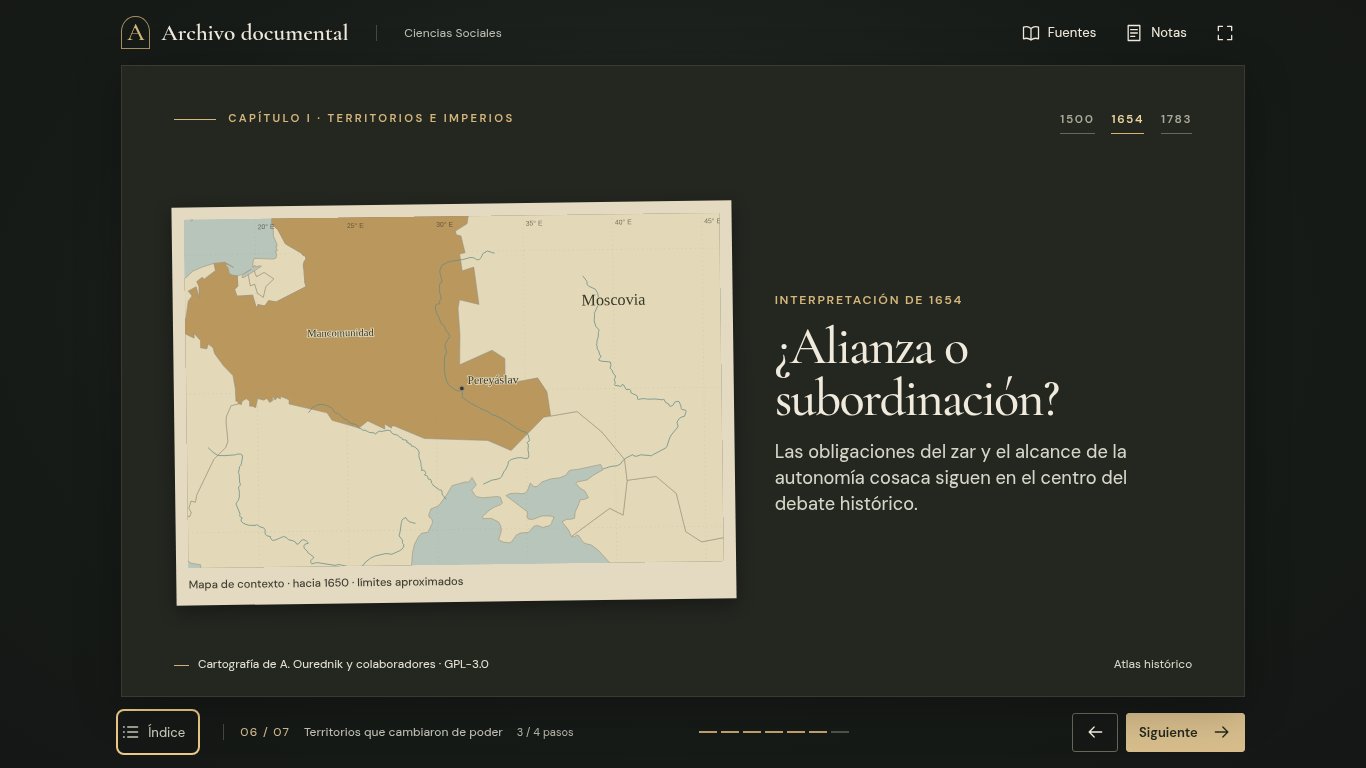 A Archivo documental
Ciencias Sociales
Fuentes
Notas
CAPÍTULO I · TERRITORIOS E IMPERIOS
1500 1654 1783
20° E 25° E 30° E 35° E 40° E 45° E
Moscovia
Mancomunidad
Pereyáslav
Mapa de contexto · hacia 1650 · límites aproximados
INTERPRETACIÓN DE 1654
¿Alianza o
subordinación?
Las obligaciones del zar y el alcance de la
autonomía cosaca siguen en el centro del
debate histórico.
Cartografía de A. Ourednik y colaboradores · GPL-3.0
Atlas histórico
Índice
06 / 07 Territorios que cambiaron de poder 3 / 4 pasos
Siguiente